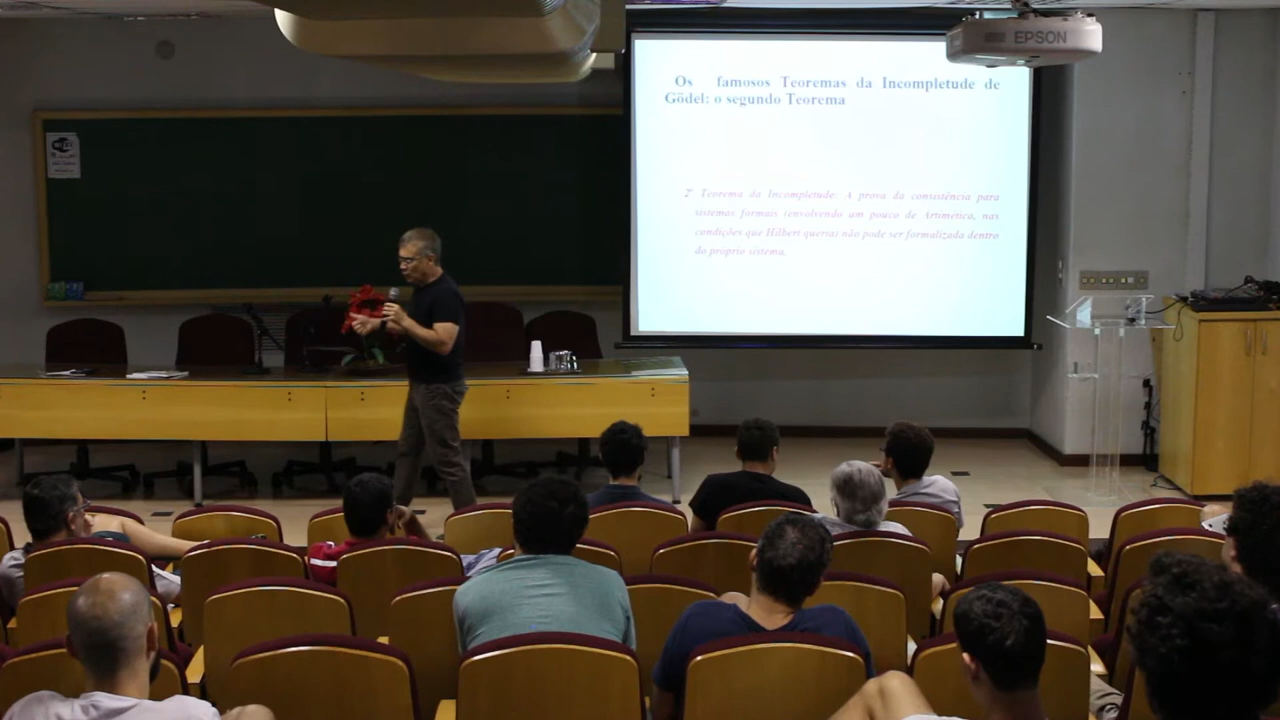 EPSON
Os famosos Teoremas da Incompletude de
Gödel: o segundo Teorema
2º Teorema da Incompletude: A prova da consistência para
sistemas formais (envolvendo um pouco de Aritmética, nas
condições que Hilbert queria) não pode ser formalizada dentro
do próprio sistema.